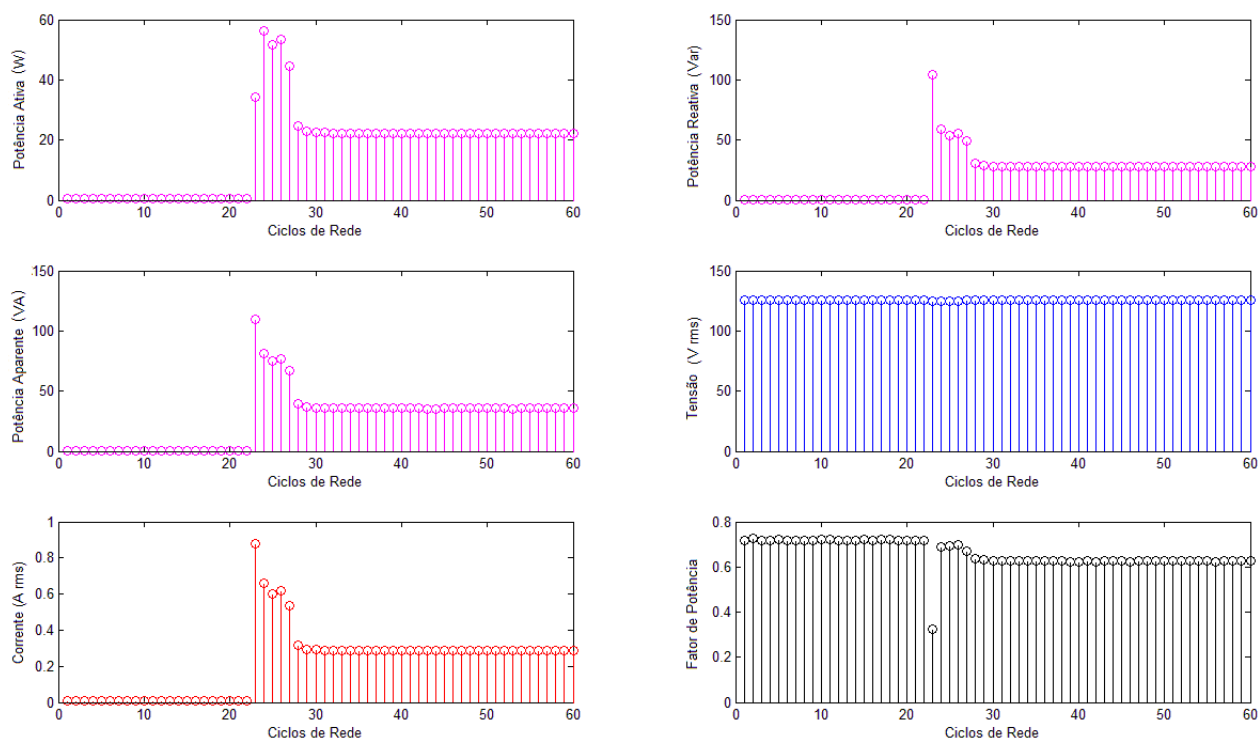 Potência Ativa (W)
60
40
20
0
0 10 20 30 40 50 60
Ciclos de Rede
Potência Reativa (Var)
150
100
50
0
0 10 20 30 40 50 60
Ciclos de Rede
Potência Aparente (VA)
150
100
50
0
0 10 20 30 40 50 60
Ciclos de Rede
Tensão (V rms)
150
100
50
0
0 10 20 30 40 50 60
Ciclos de Rede
Corrente (A rms)
1
0.8
0.6
0.4
0.2
0
0 10 20 30 40 50 60
Ciclos de Rede
Fator de Potência
0.8
0.6
0.4
0.2
0
0 10 20 30 40 50 60
Ciclos de Rede